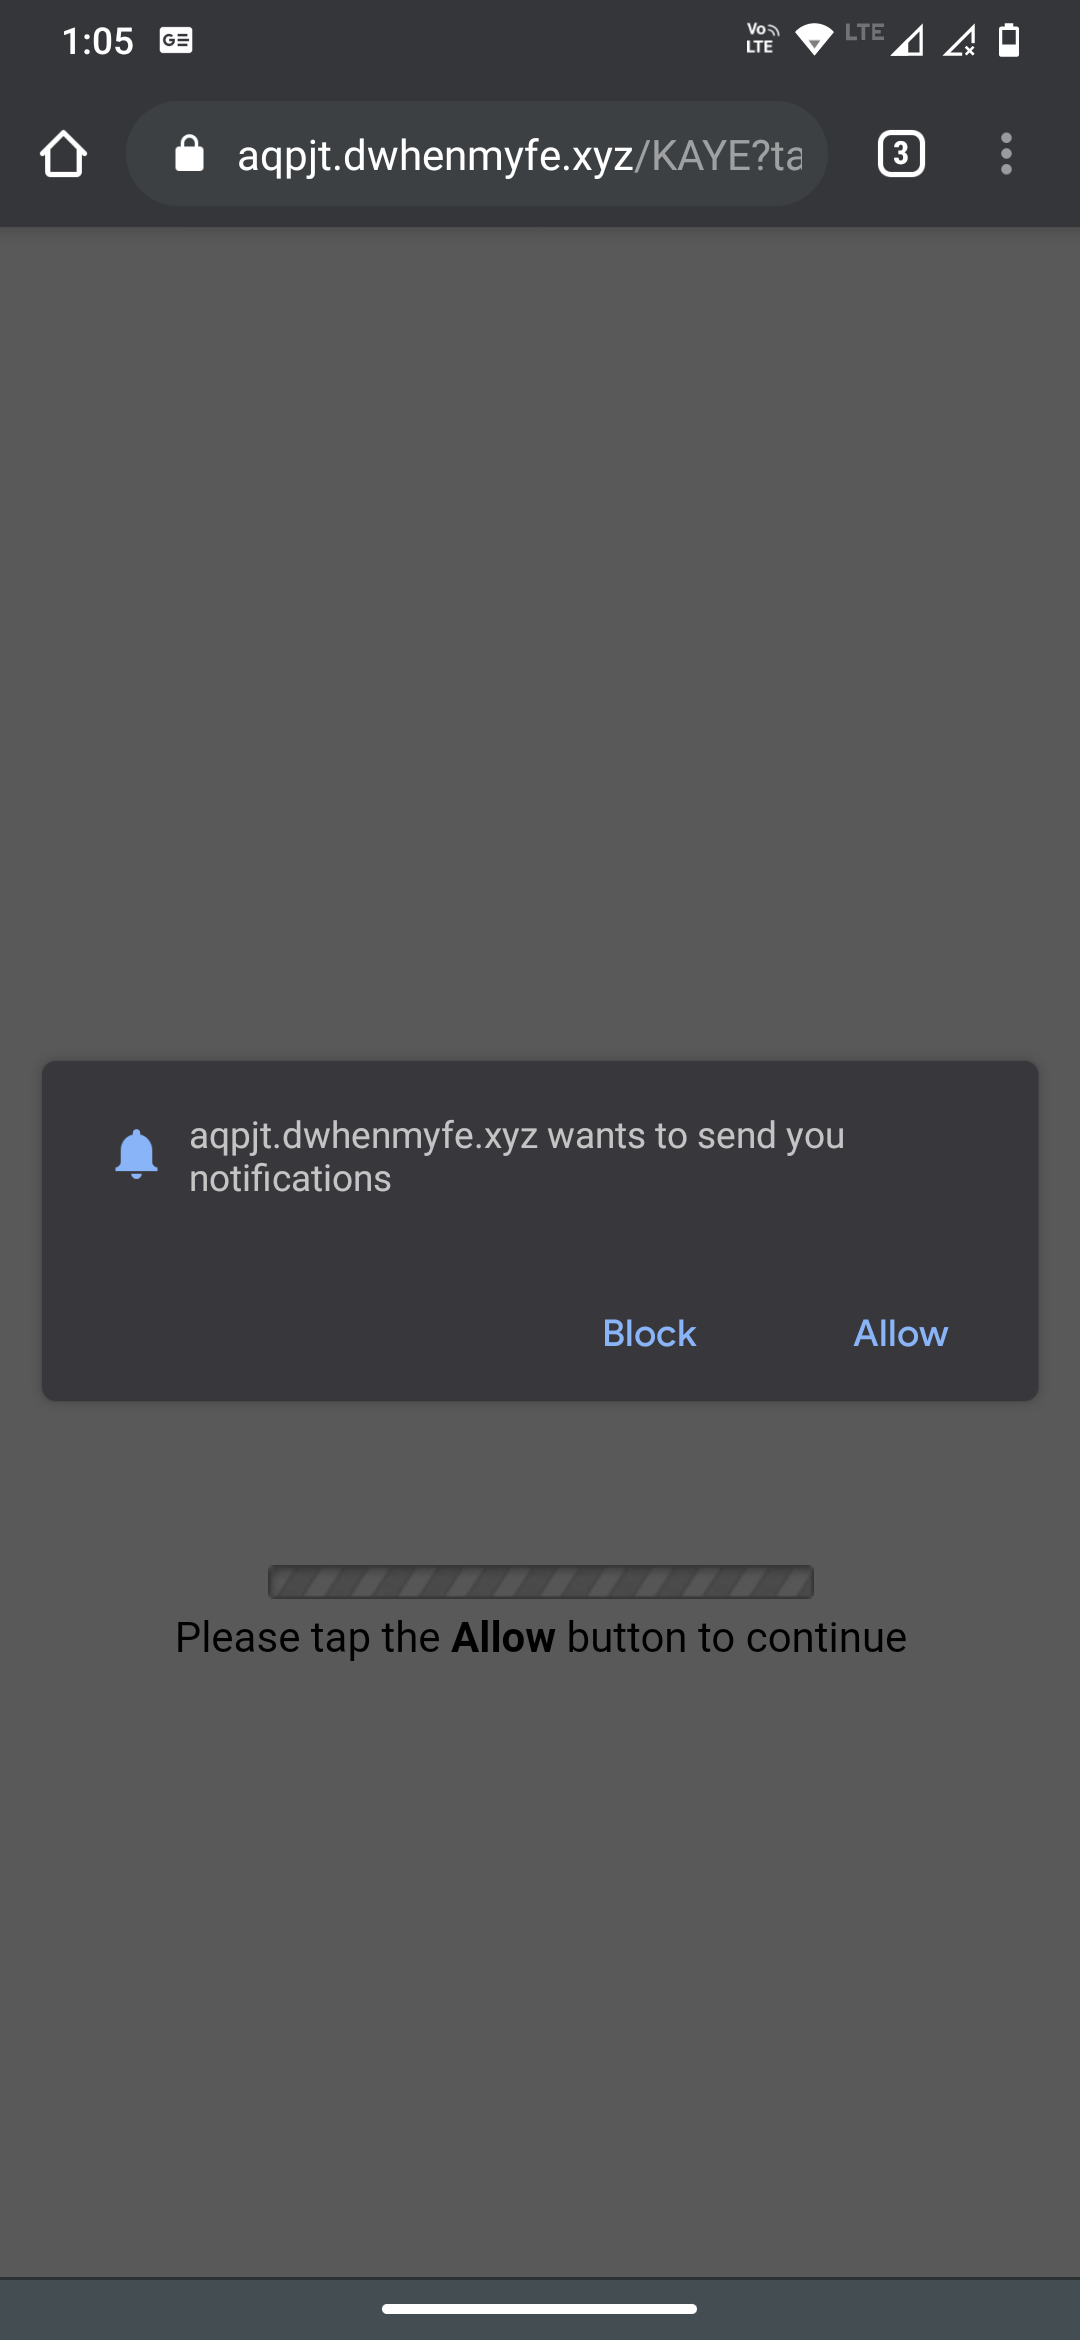 1:05 GE Vo LTE LTE
aqpjt.dwhenmyfe.xyz/KAYE?ta 3
aqpjt.dwhenmyfe.xyz wants to send you
notifications
Block Allow
Please tap the Allow button to continue